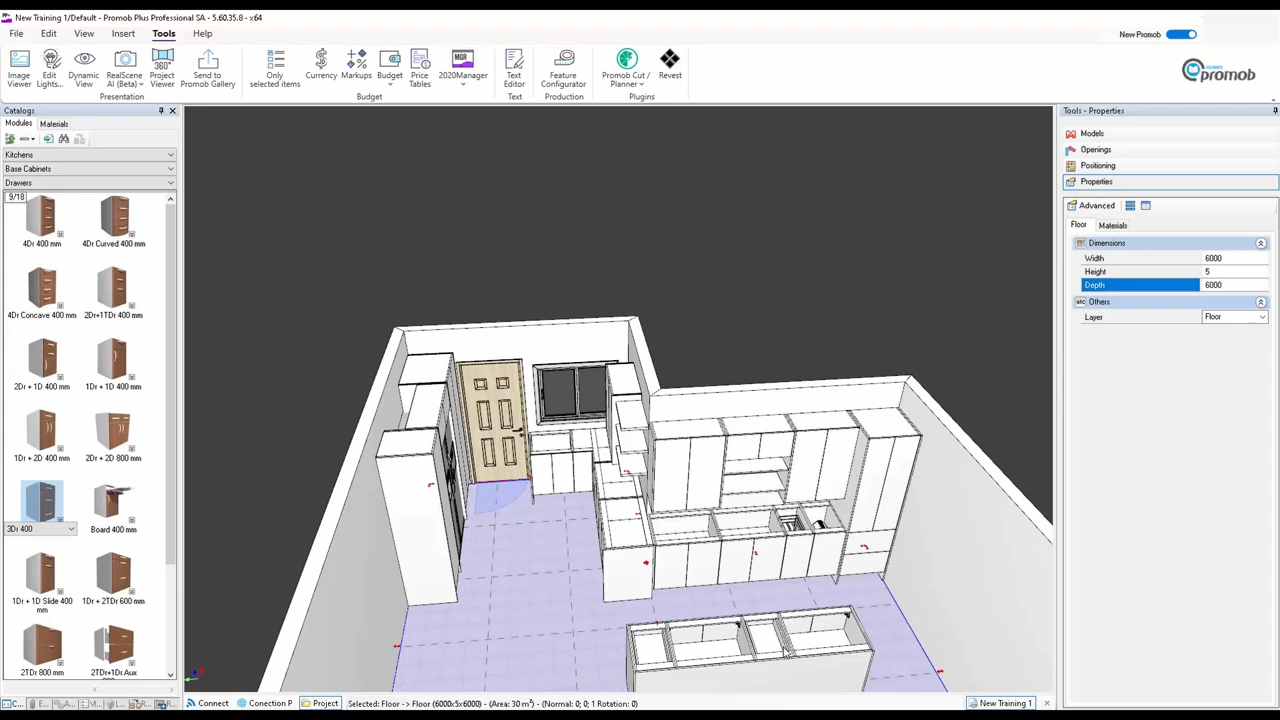 New Training 1/Default - Promob Plus Professional SA - 5.60.35.8 - x64
File Edit View Insert Tools Help
New Promob
Image Viewer
Edit Lights...
Dynamic View
RealScene AI (Beta)
Project Viewer
Send to Promob Gallery
Presentation
Only selected items
Currency
Markups
Budget
Price Tables
2020Manager
Budget
Text Editor
Text
Feature Configurator
Production
Promob Cut / Planner
Revest
Plugins
promob
Catalogs
Modules Materials
Kitchens
Base Cabinets
Drawers
9/18
4Dr 400 mm
4Dr Curved 400 mm
4Dr Concave 400 mm
2Dr+1TDr 400 mm
2Dr + 1D 400 mm
1Dr + 1D 400 mm
1Dr + 2D 400 mm
2Dr + 2D 800 mm
3Dr 400
Board 400 mm
1Dr + 1D Slide 400 mm
1Dr + 2TDr 600 mm
2TDr 800 mm
2TDr+1Dr Aux
Tools - Properties
Models
Openings
Positioning
Properties
Advanced
Floor Materials
Dimensions
Width 6000
Height 5
Depth 6000
Others
Layer Floor
Connect Conection P Project Selected: Floor -> Floor (6000x5x6000) - (Area: 30 m²) - (Normal: 0; 0; 1 Rotation: 0) New Training 1